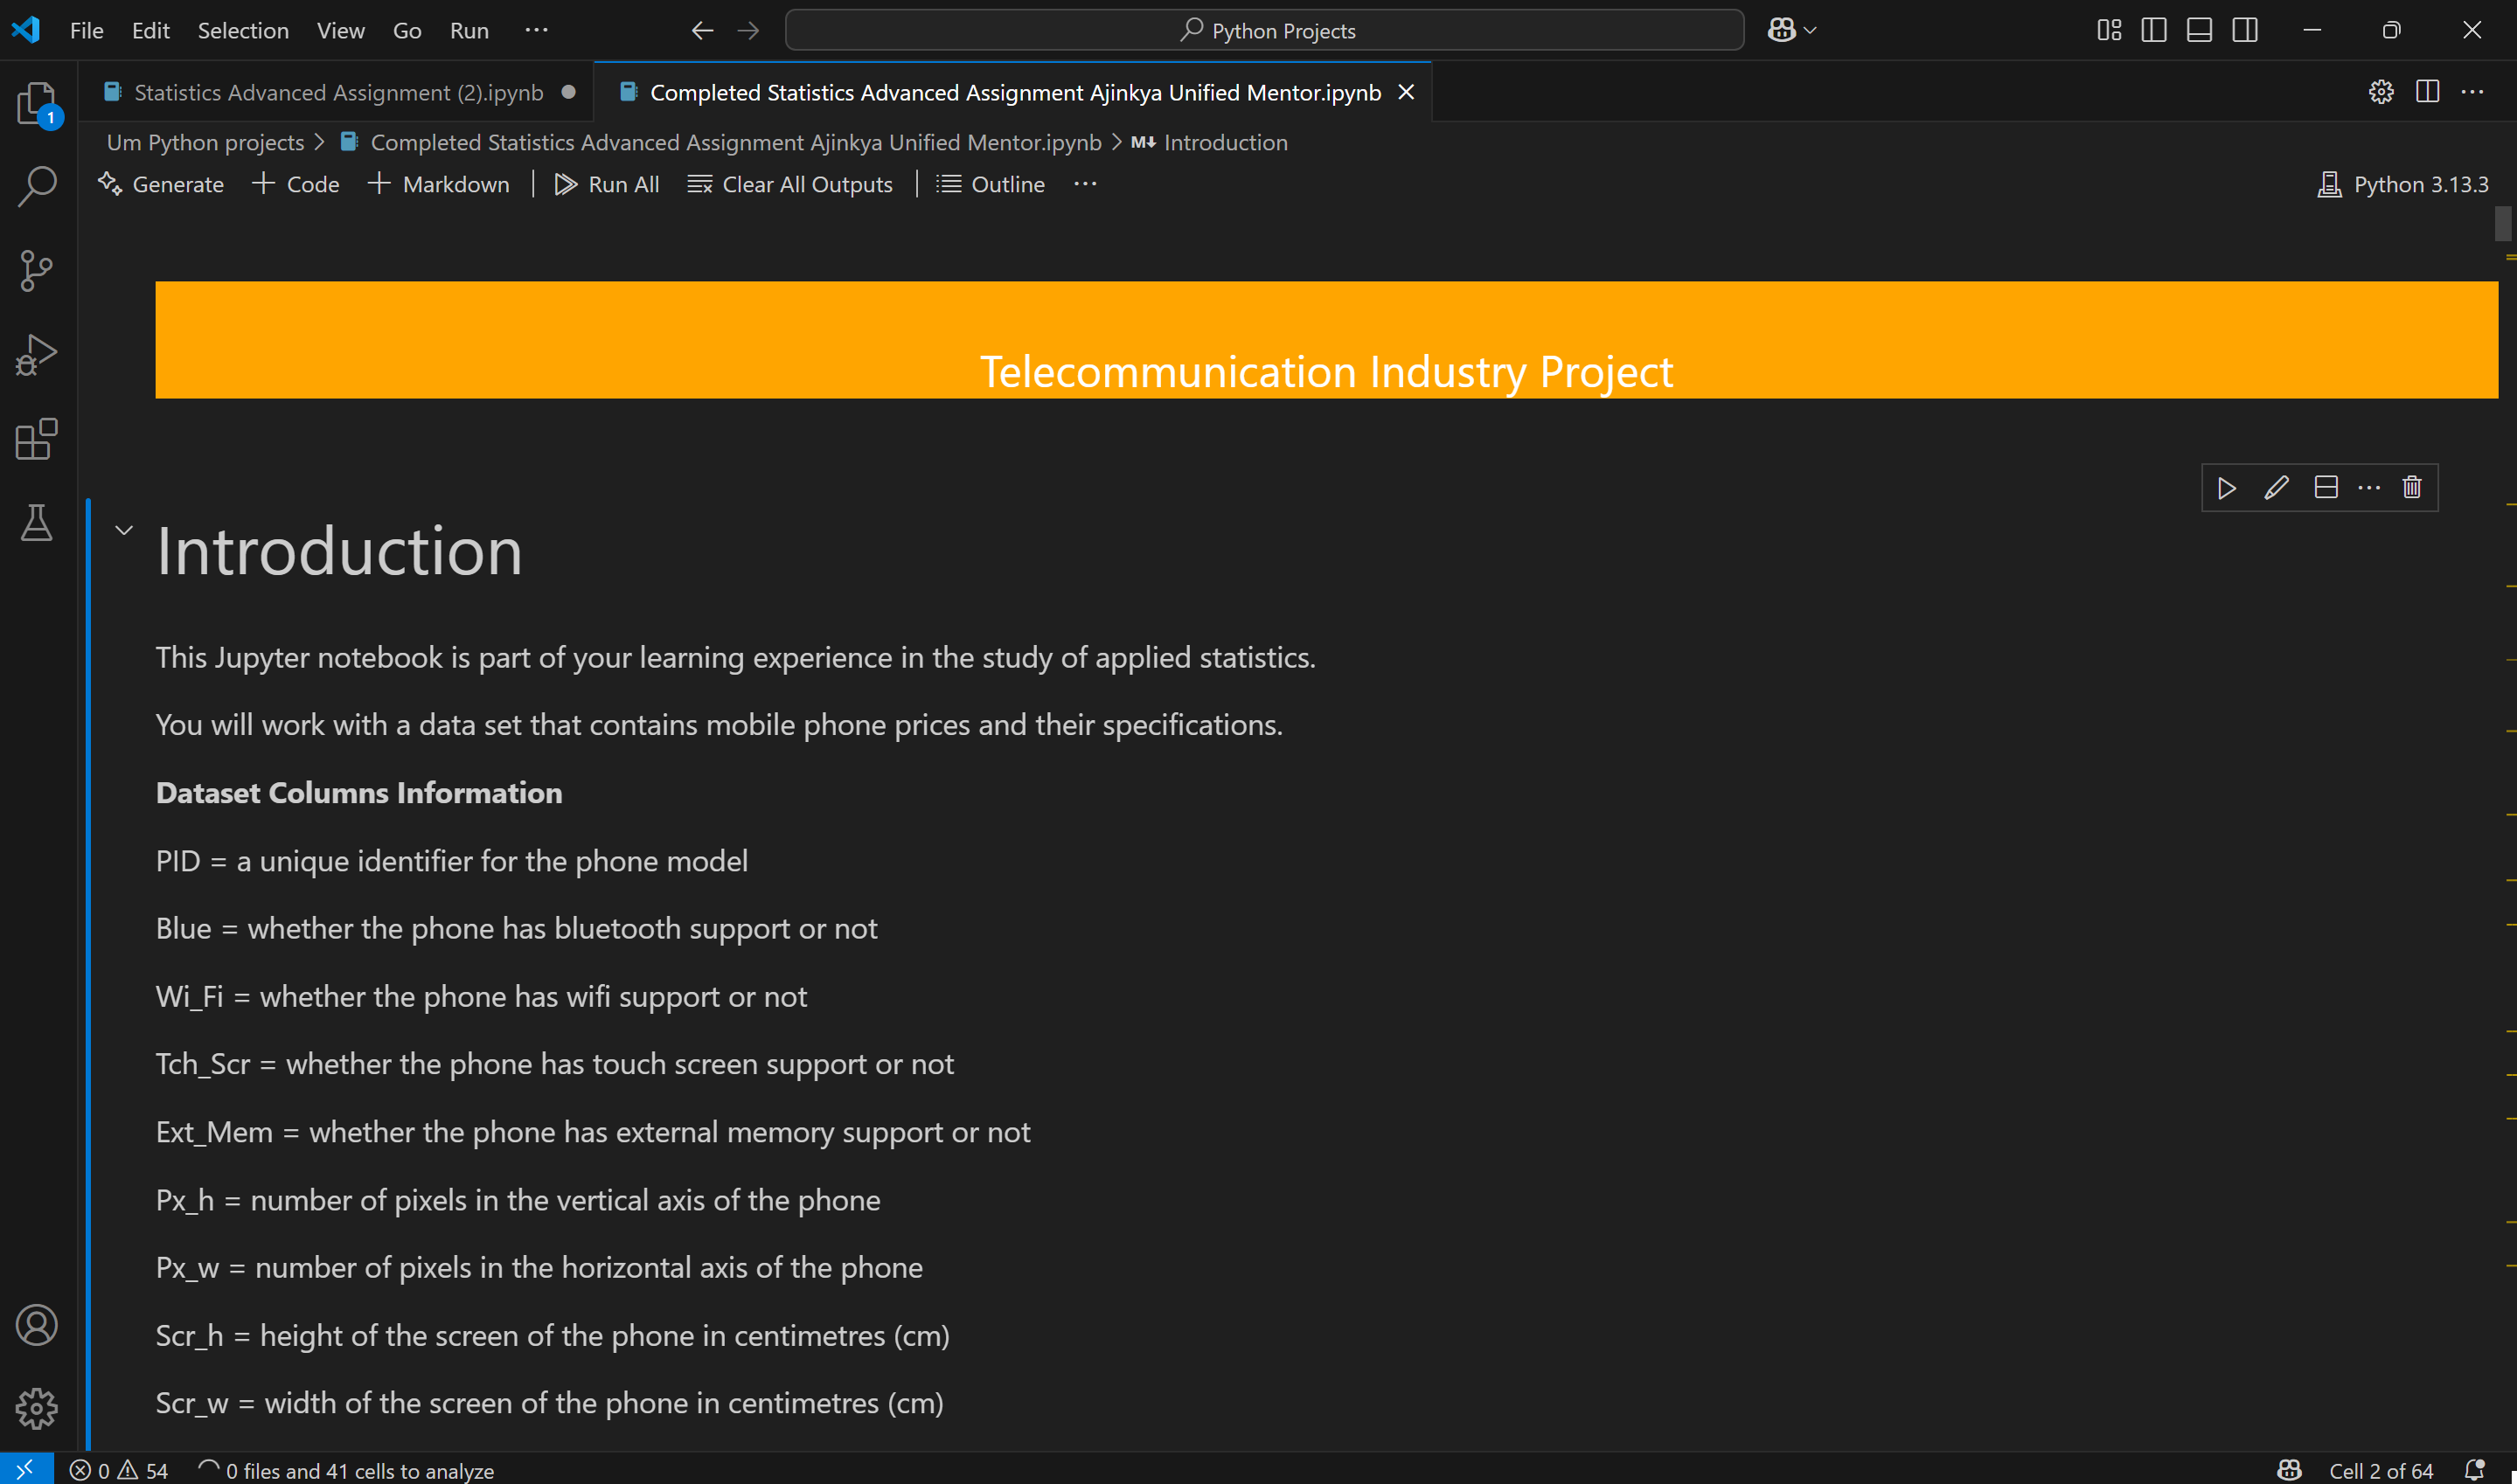 File Edit Selection View Go Run ··· Python Projects
Statistics Advanced Assignment (2).ipynb Completed Statistics Advanced Assignment Ajinkya Unified Mentor.ipynb
1
Um Python projects > Completed Statistics Advanced Assignment Ajinkya Unified Mentor.ipynb > M↓ Introduction
Generate + Code + Markdown | Run All Clear All Outputs | Outline ··· Python 3.13.3
Telecommunication Industry Project
Introduction
This Jupyter notebook is part of your learning experience in the study of applied statistics.
You will work with a data set that contains mobile phone prices and their specifications.
Dataset Columns Information
PID = a unique identifier for the phone model
Blue = whether the phone has bluetooth support or not
Wi_Fi = whether the phone has wifi support or not
Tch_Scr = whether the phone has touch screen support or not
Ext_Mem = whether the phone has external memory support or not
Px_h = number of pixels in the vertical axis of the phone
Px_w = number of pixels in the horizontal axis of the phone
Scr_h = height of the screen of the phone in centimetres (cm)
Scr_w = width of the screen of the phone in centimetres (cm)
0 54 0 files and 41 cells to analyze Cell 2 of 64